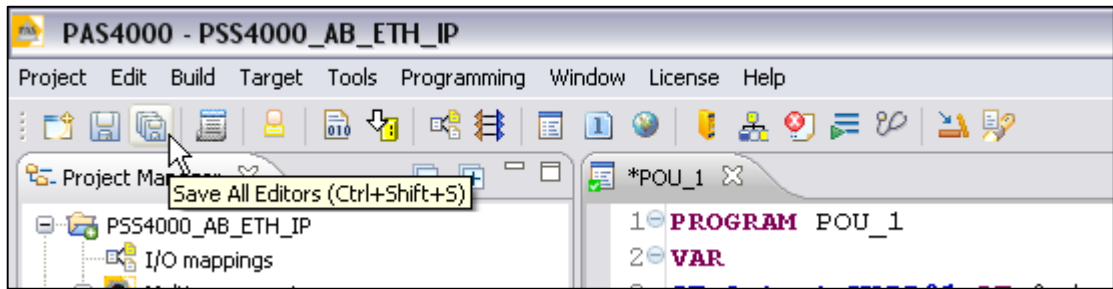 PAS4000 - PSS4000_AB_ETH_IP
Project Edit Build Target Tools Programming Window License Help
Project *POU_1
Save All Editors (Ctrl+Shift+S)
PSS4000_AB_ETH_IP 1 PROGRAM POU_1
I/O mappings 2 VAR